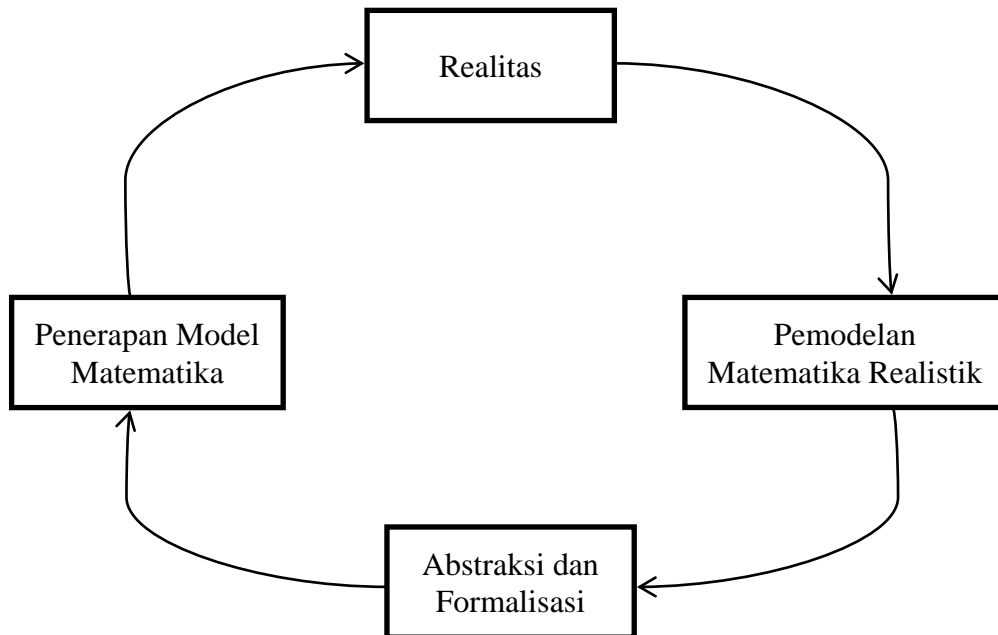 Realitas
Penerapan Model
Matematika
Pemodelan
Matematika Realistik
Abstraksi dan
Formalisasi